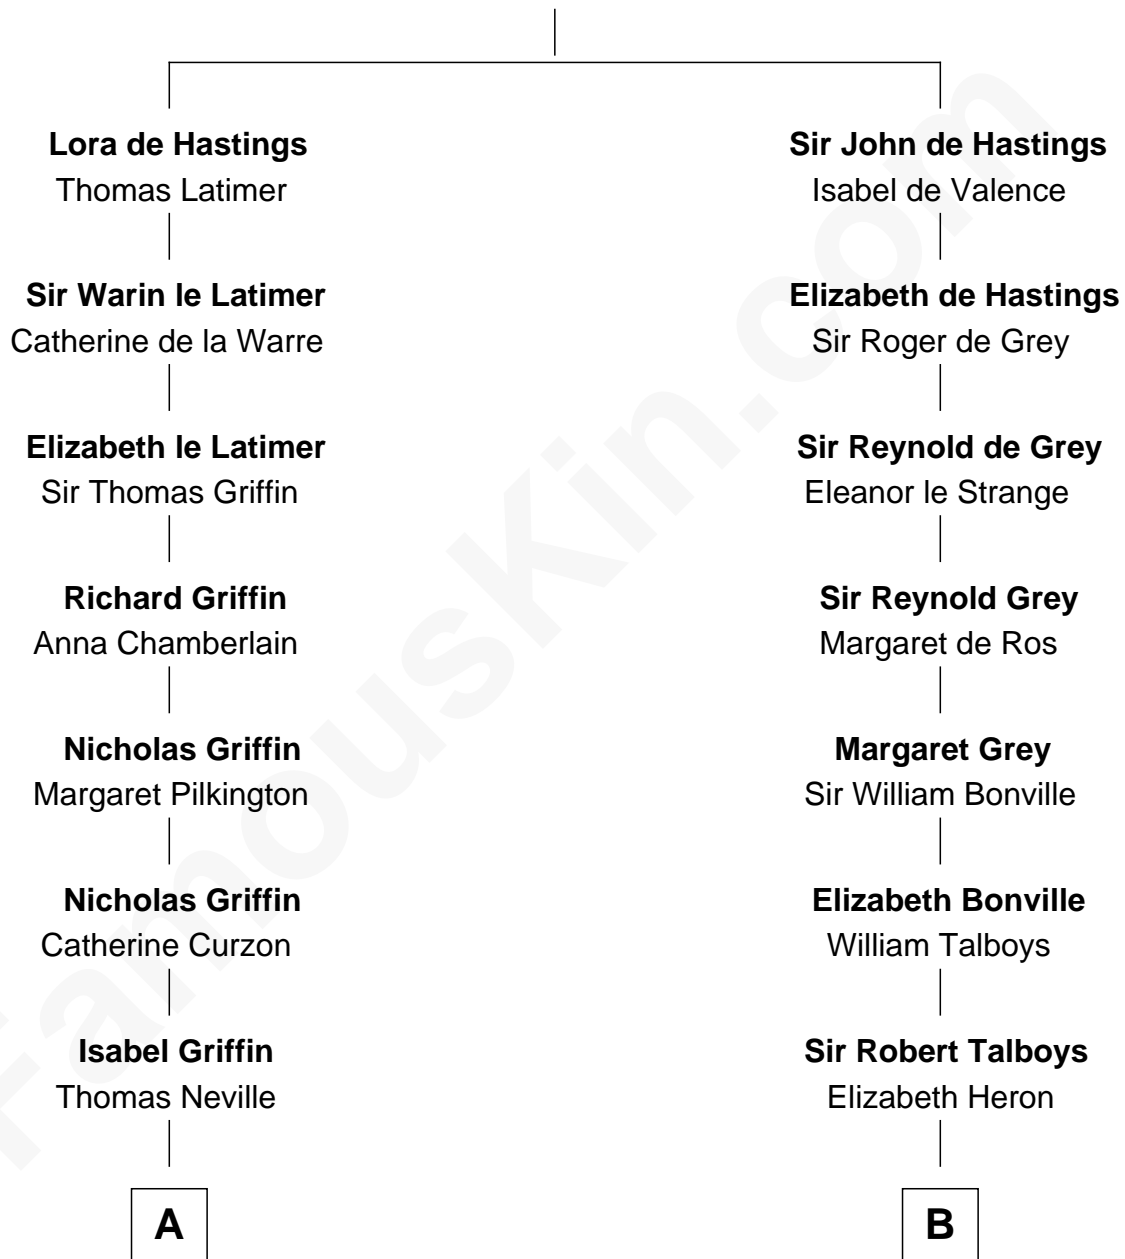 Lora de Hastings
Thomas Latimer
Sir Warin le Latimer
Catherine de la Warre
Elizabeth le Latimer
Sir Thomas Griffin
Richard Griffin
Anna Chamberlain
Nicholas Griffin
Margaret Pilkington
Nicholas Griffin
Catherine Curzon
Isabel Griffin
Thomas Neville
A
Sir John de Hastings
Isabel de Valence
Elizabeth de Hastings
Sir Roger de Grey
Sir Reynold de Grey
Eleanor le Strange
Sir Reynold Grey
Margaret de Ros
Margaret Grey
Sir William Bonville
Elizabeth Bonville
William Talboys
Sir Robert Talboys
Elizabeth Heron
B
FamousKin.com